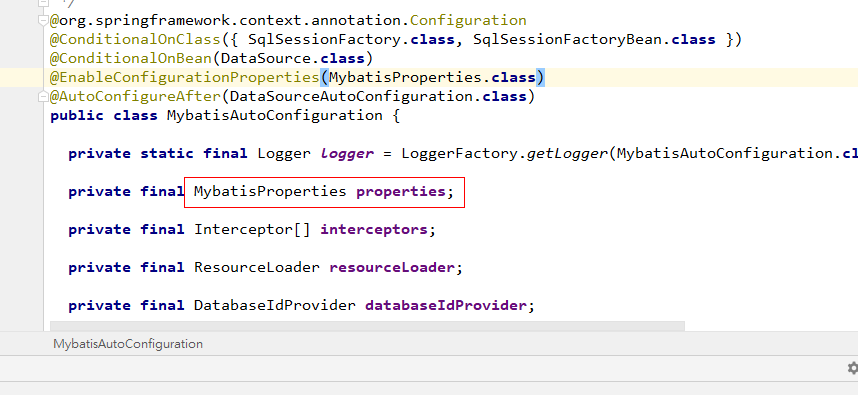 */
@org.springframework.context.annotation.Configuration
@ConditionalOnClass({ SqlSessionFactory.class, SqlSessionFactoryBean.class })
@ConditionalOnBean(DataSource.class)
@EnableConfigurationProperties(MybatisProperties.class)
@AutoConfigureAfter(DataSourceAutoConfiguration.class)
public class MybatisAutoConfiguration {
private static final Logger logger = LoggerFactory.getLogger(MybatisAutoConfiguration.cl
private final MybatisProperties properties;
private final Interceptor[] interceptors;
private final ResourceLoader resourceLoader;
private final DatabaseIdProvider databaseIdProvider;
MybatisAutoConfiguration